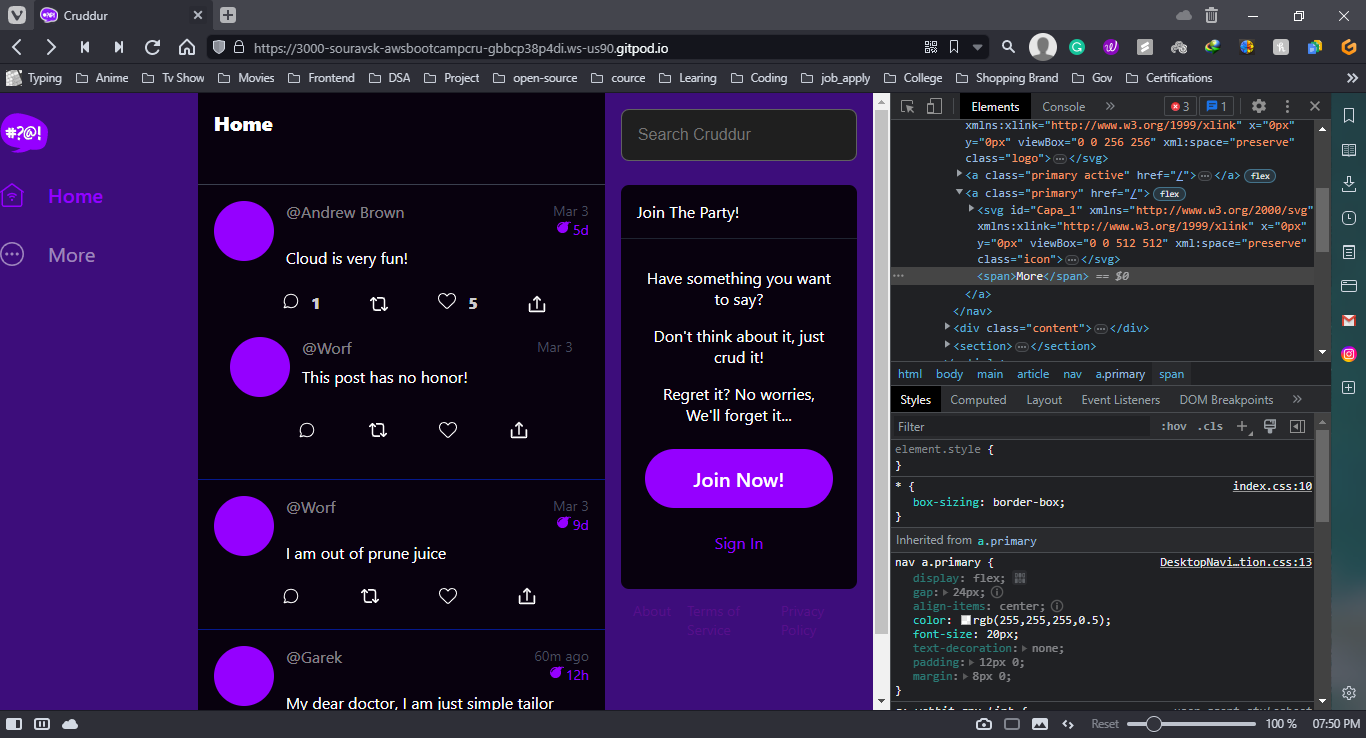 Cruddur
https://3000-souravsk-awsbootcampcru-gbbcp38p4di.ws-us90.gitpod.io
Typing Anime Tv Show Movies Frontend DSA Project open-source cource Learing Coding job_apply College Shopping Brand Gov Certifications
#?@!
Home
More
Home
@Andrew Brown
Mar 3
5d
Cloud is very fun!
1 5
@Worf
Mar 3
This post has no honor!
@Worf
Mar 3
9d
I am out of prune juice
@Garek
60m ago
12h
My dear doctor, I am just simple tailor
Search Cruddur
Join The Party!
Have something you want
to say?
Don't think about it, just
crud it!
Regret it? No worries,
We'll forget it...
Join Now!
Sign In
About Terms of Privacy
Service Policy
Elements Console 3 1
xmlns:xlink="http://www.w3.org/1999/xlink" x="0px"
y="0px" viewBox="0 0 256 256" xml:space="preserve"
class="logo">…</svg>
<a class="primary active" href="/">…</a> flex
<a class="primary" href="/"> flex
<svg id="Capa_1" xmlns="http://www.w3.org/2000/svg"
xmlns:xlink="http://www.w3.org/1999/xlink" x="0px"
y="0px" viewBox="0 0 512 512" xml:space="preserve"
class="icon">…</svg>
<span>More</span> == $0
</a>
</nav>
<div class="content">…</div>
<section>…</section>
html body main article nav a.primary span
Styles Computed Layout Event Listeners DOM Breakpoints
Filter :hov .cls +
element.style {
}
* { index.css:10
box-sizing: border-box;
}
Inherited from a.primary
nav a.primary { DesktopNavi…tion.css:13
display: flex;
gap: 24px;
align-items: center;
color: rgb(255,255,255,0.5);
font-size: 20px;
text-decoration: none;
padding: 12px 0;
margin: 8px 0;
}
Reset 100 % 07:50 PM